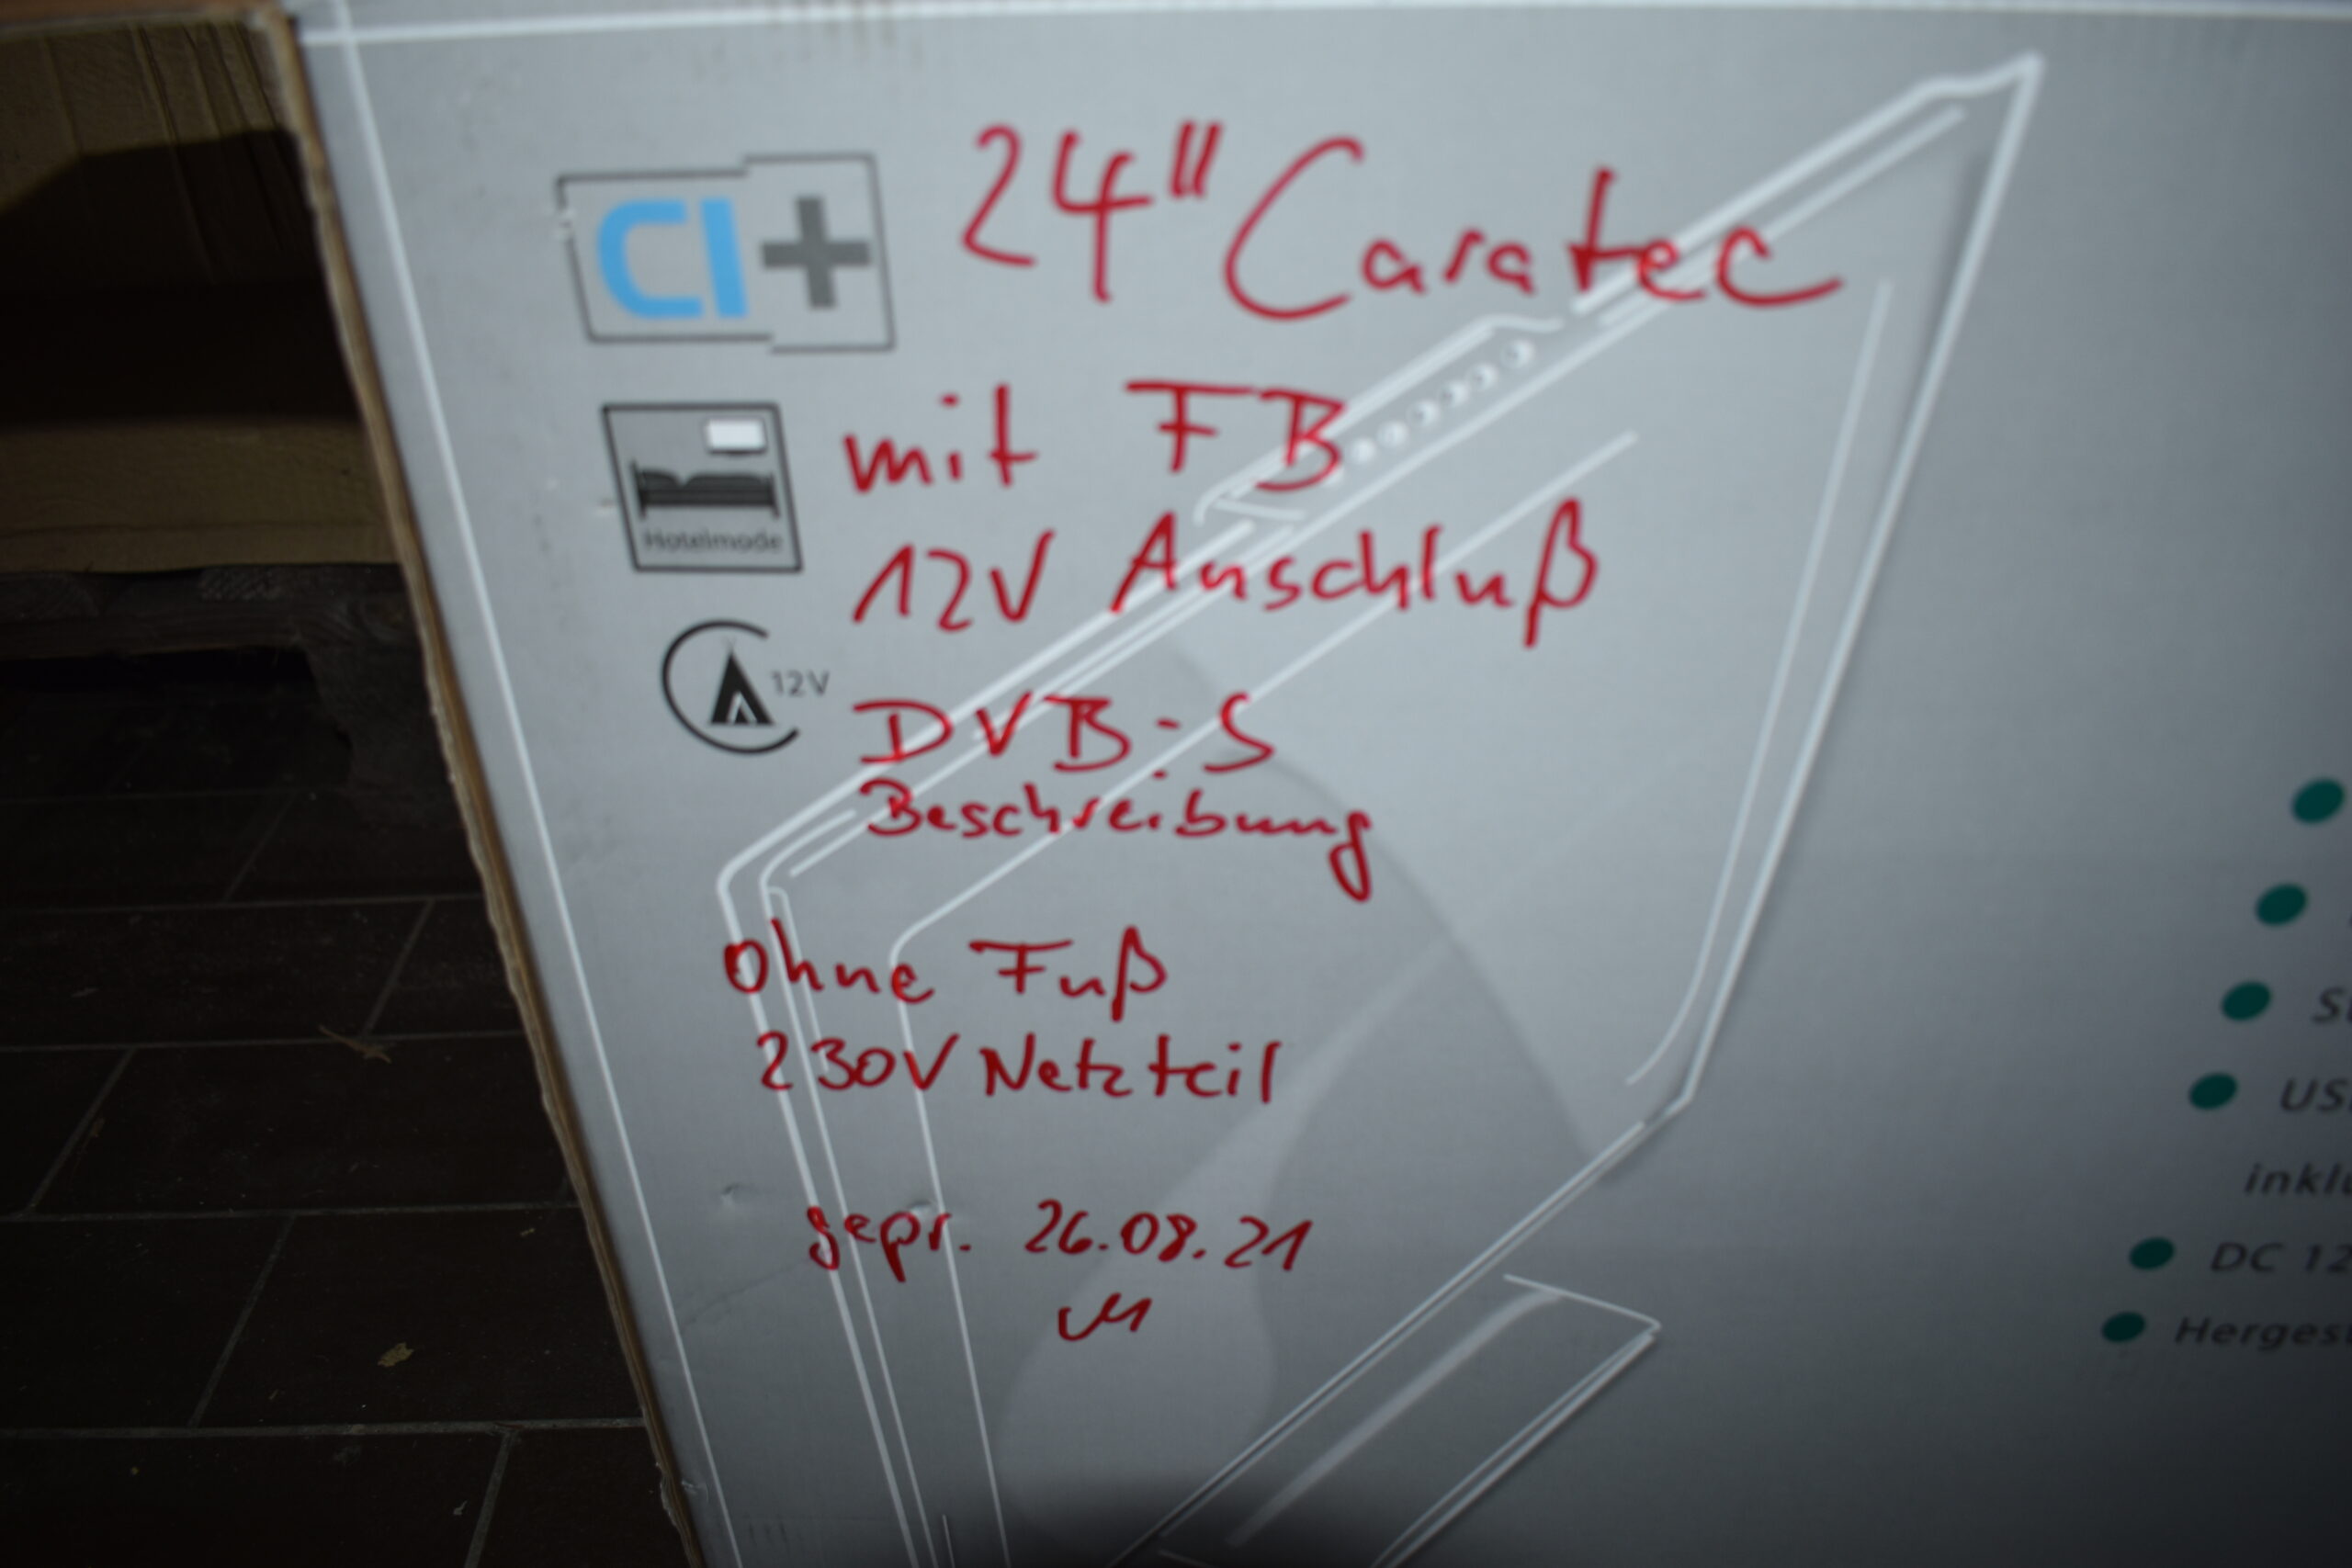 CI+
24" Caratec
mit FB
Hotelmode
12V Anschluß
12V
DVB-S
Beschreibung
ohne Fuß
230V Netzteil
gepr. 26.08.21
inklu
DC 12
Hergest